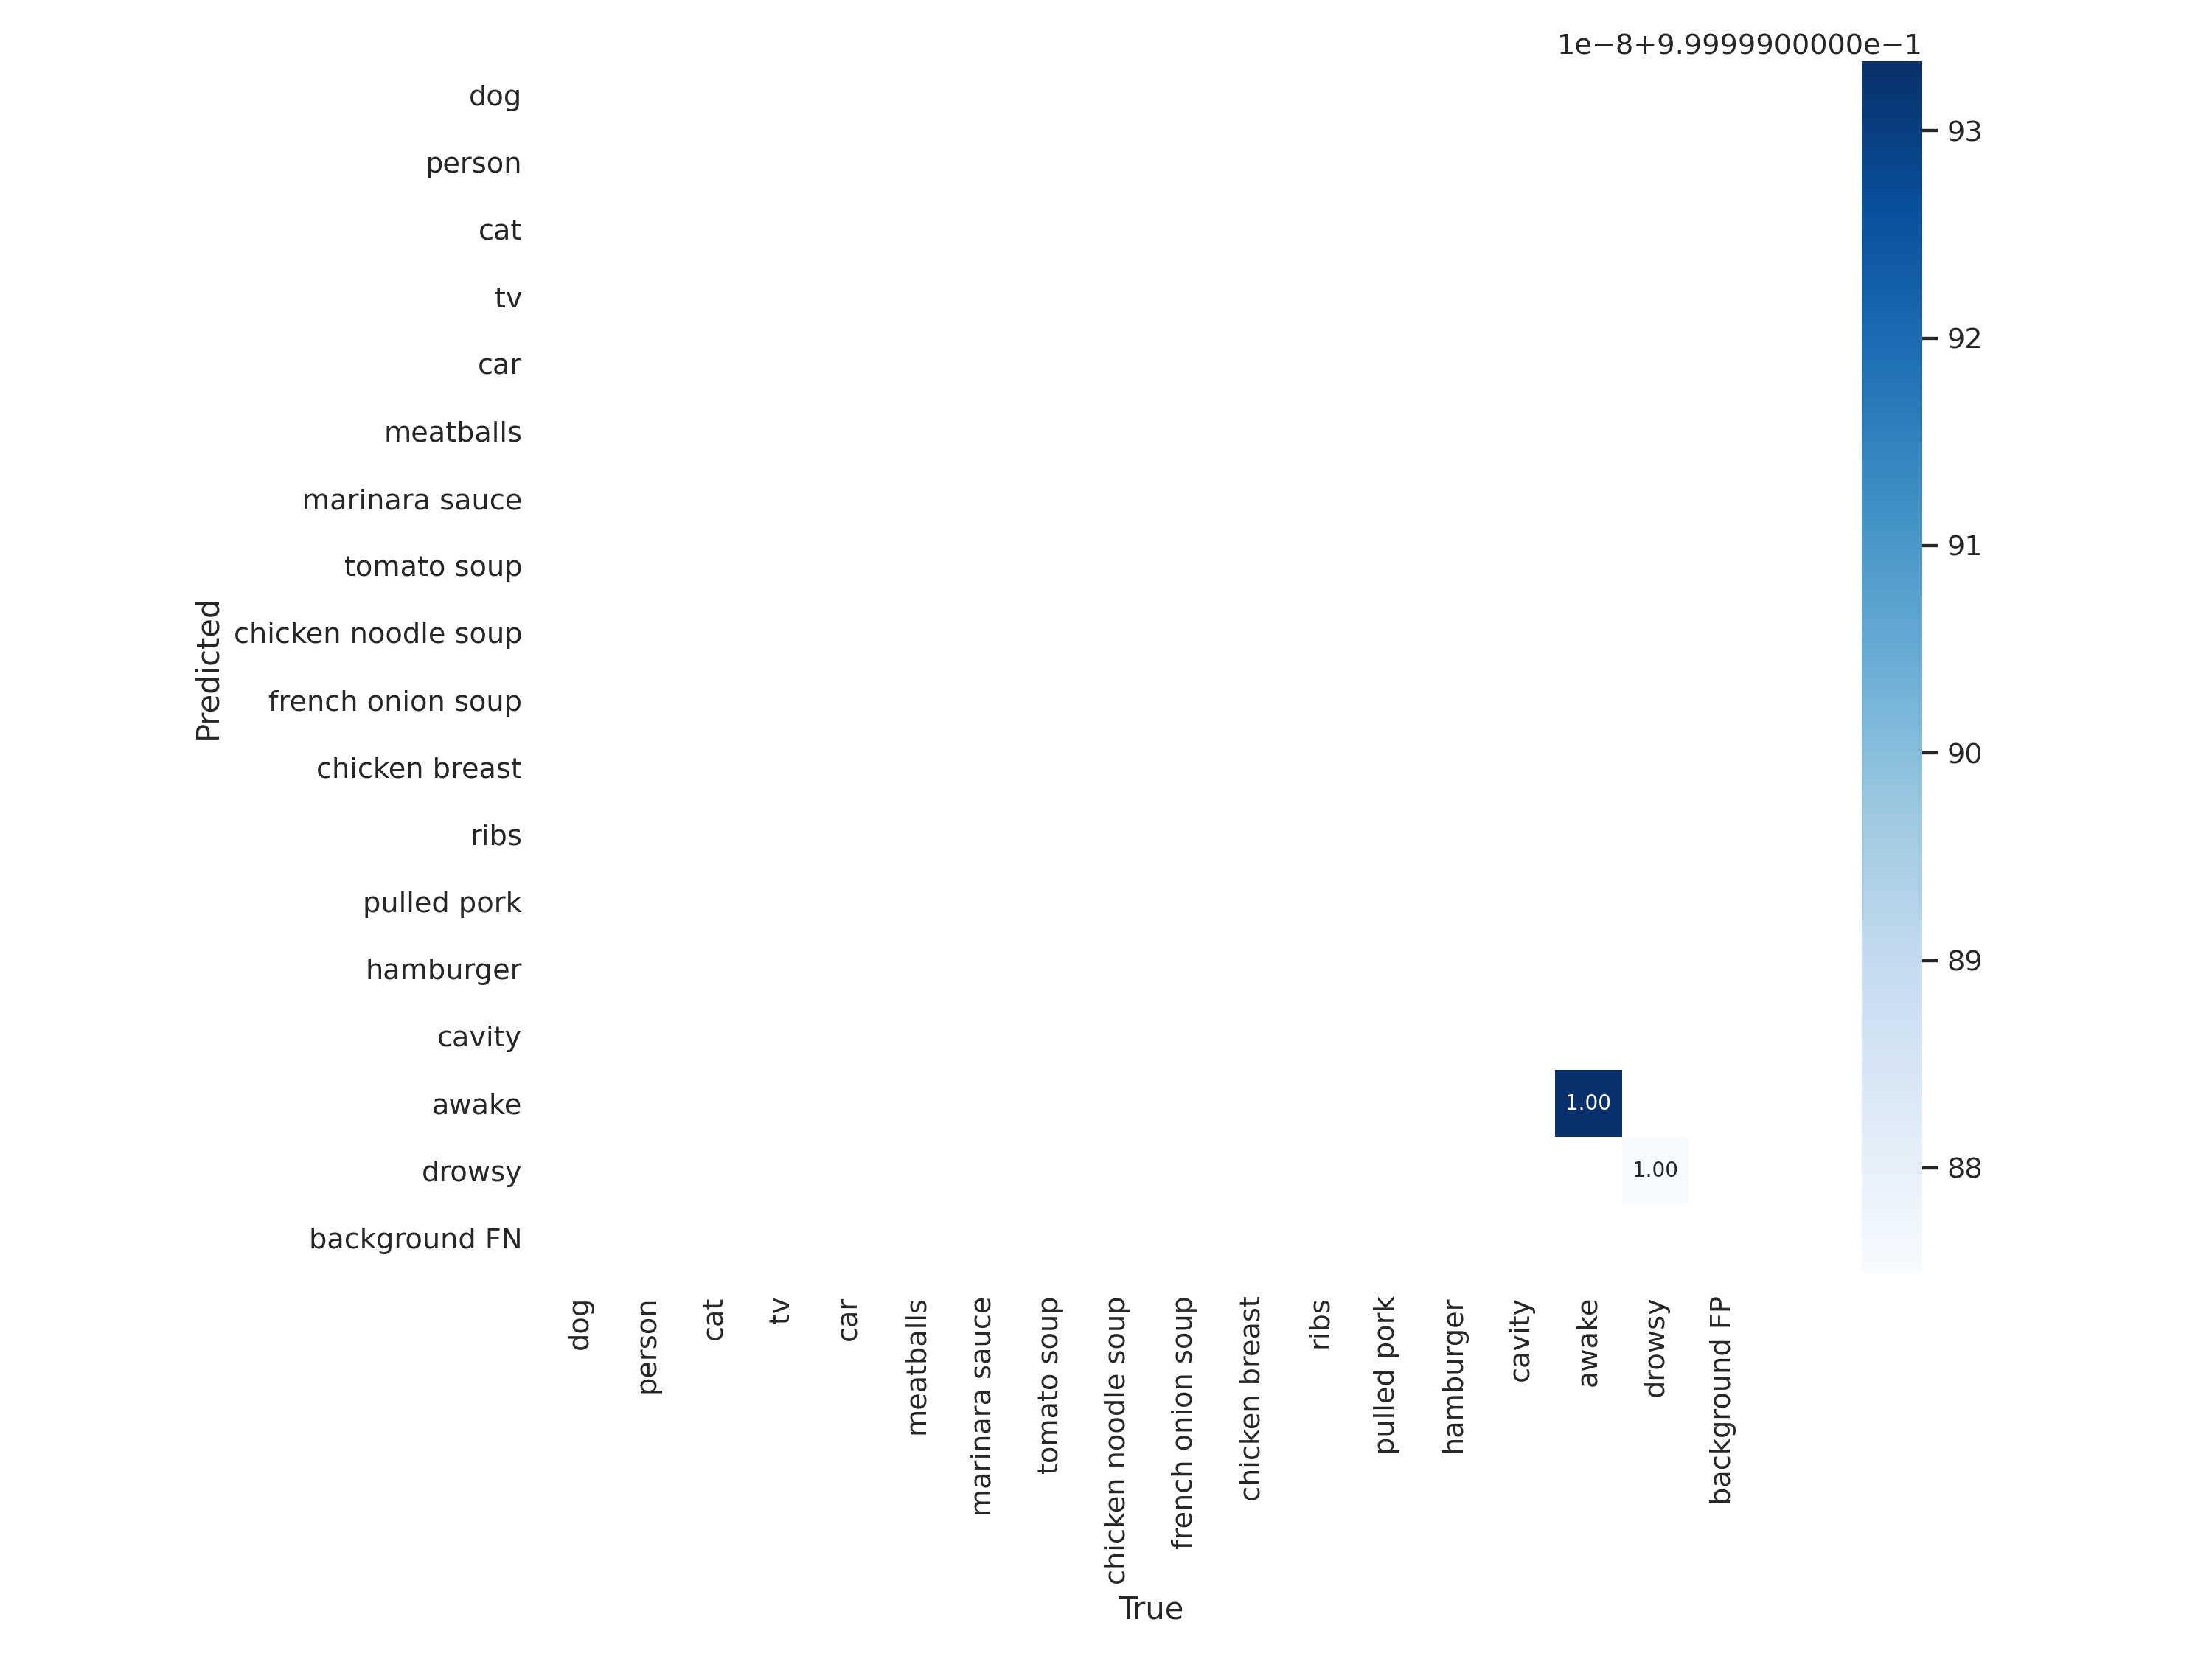 1e−8+9.9999900000e−1
dog
person
cat
tv
car
meatballs
marinara sauce
tomato soup
chicken noodle soup
french onion soup
chicken breast
ribs
pulled pork
hamburger
cavity
awake
drowsy
background FN
Predicted
1.00
1.00
93
92
91
90
89
88
dog
person
cat
tv
car
meatballs
marinara sauce
tomato soup
chicken noodle soup
french onion soup
chicken breast
ribs
pulled pork
hamburger
cavity
awake
drowsy
background FP
True